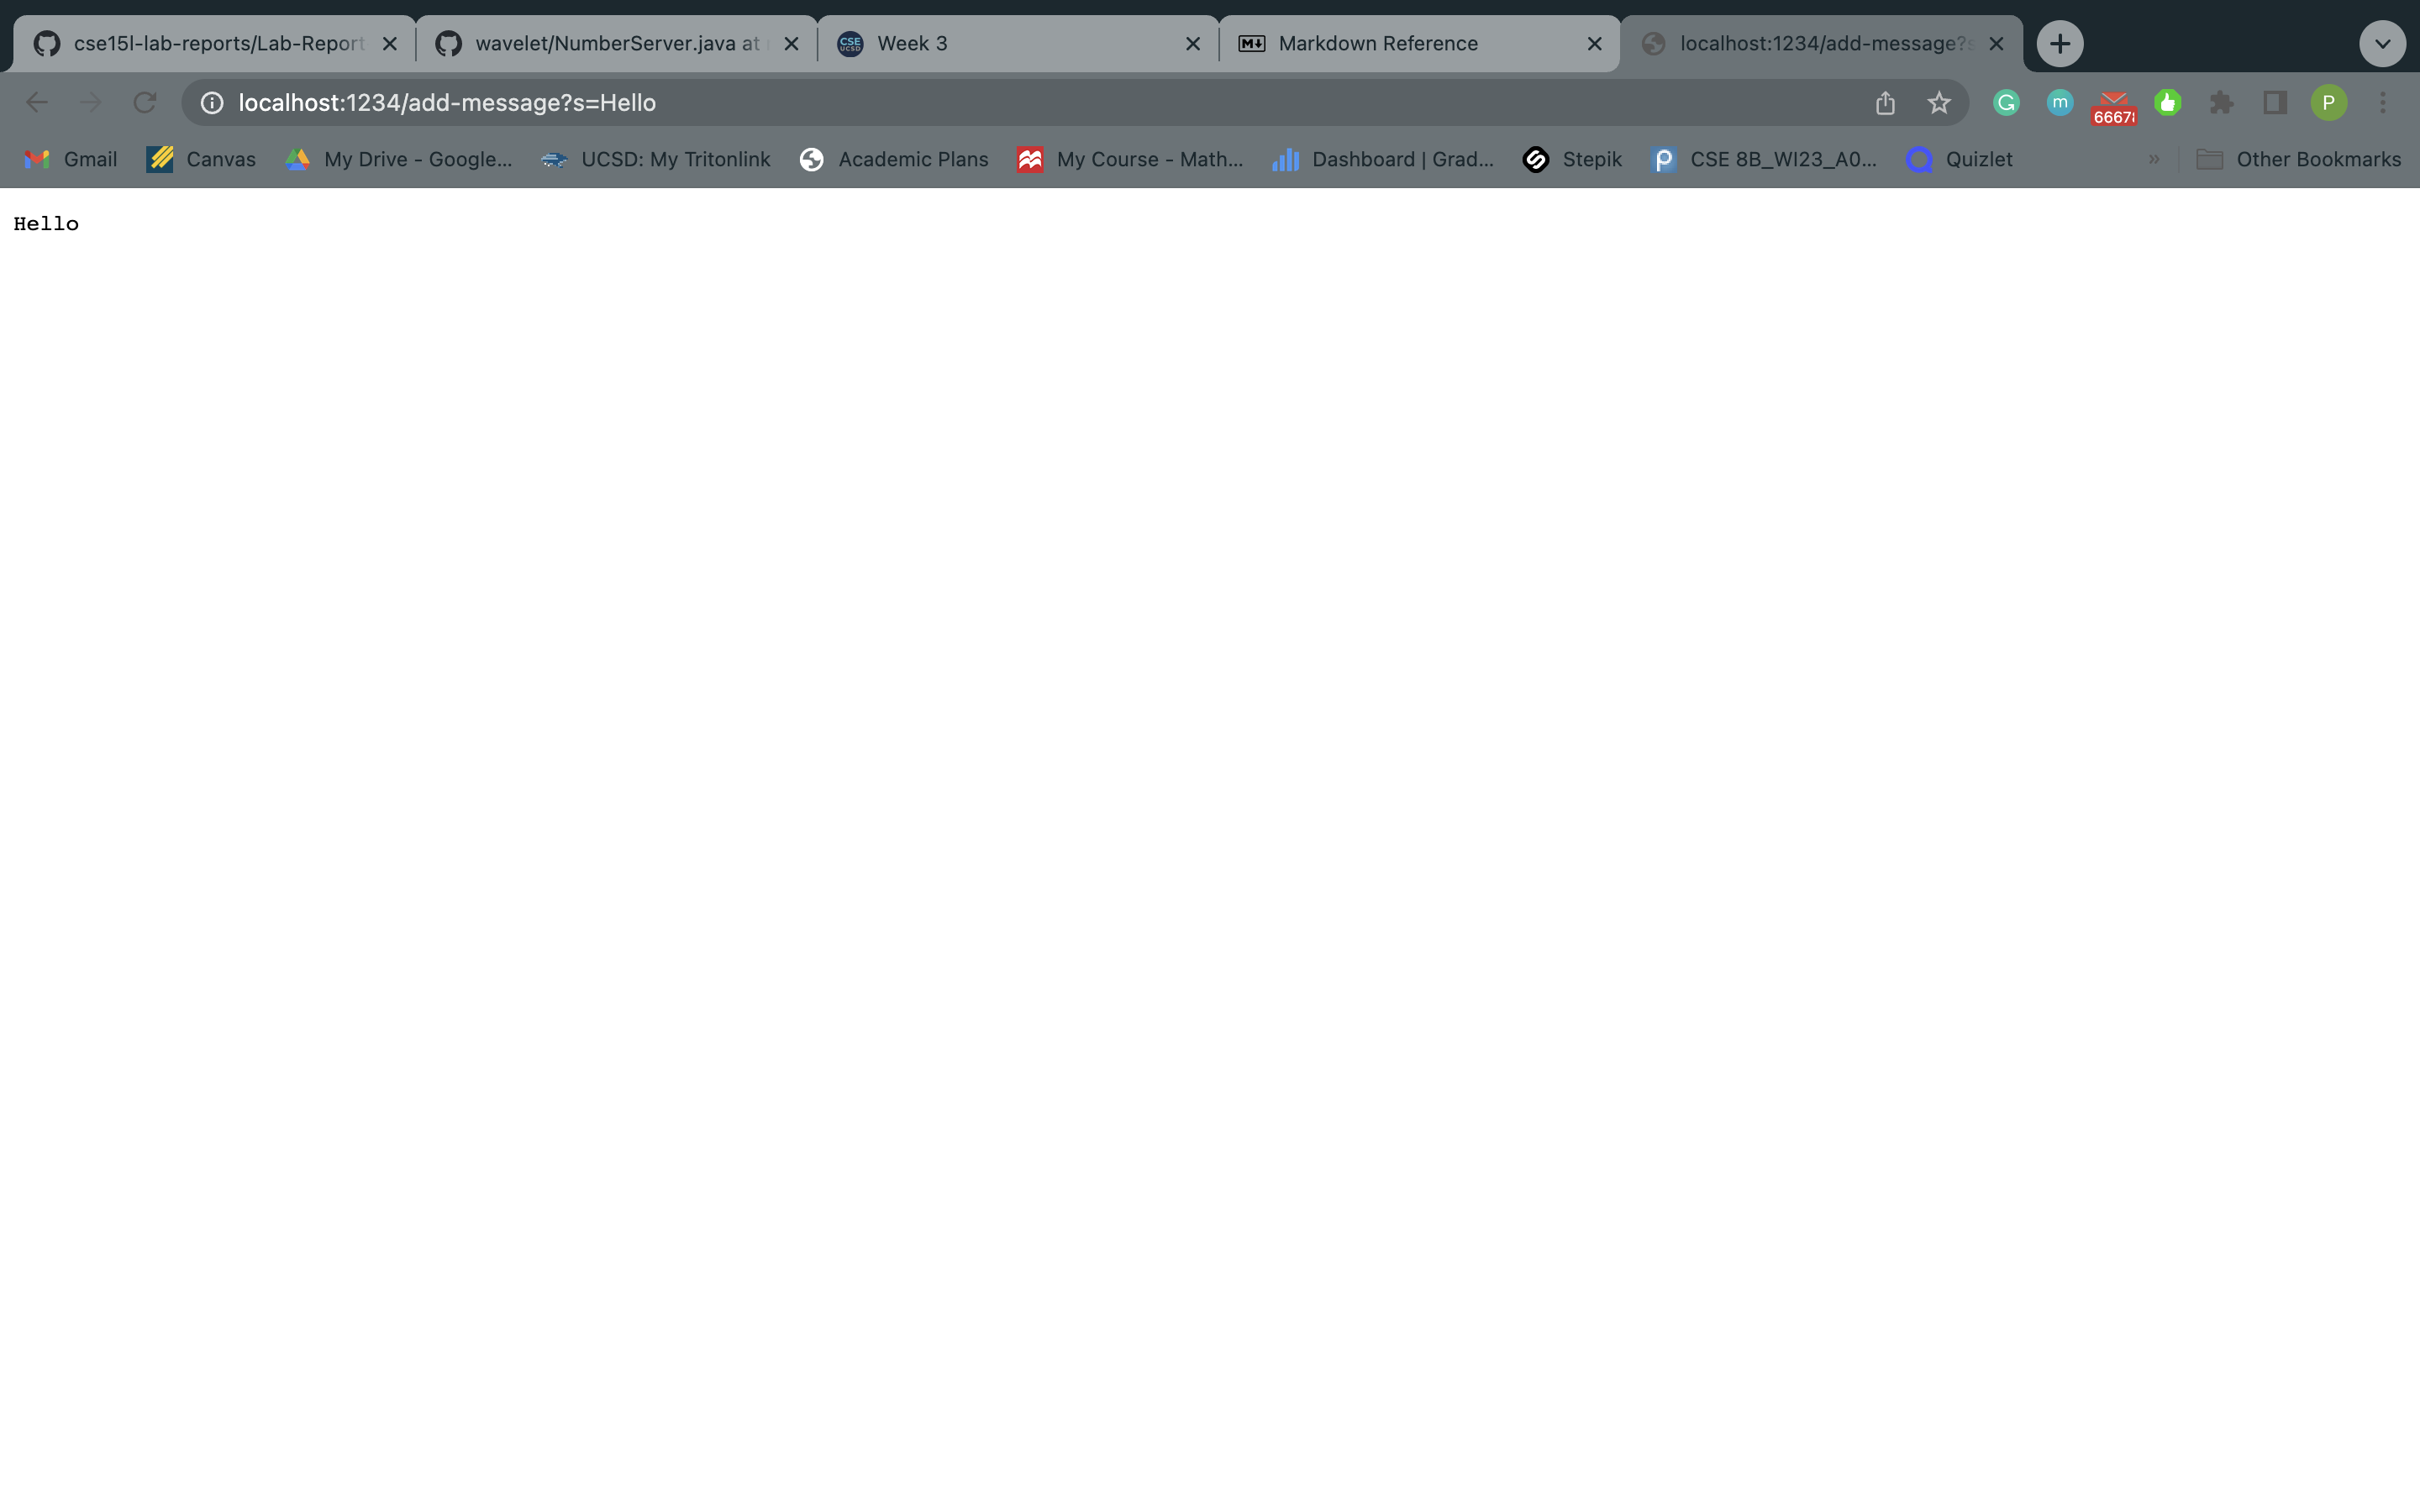 cse15l-lab-reports/Lab-Report
wavelet/NumberServer.java at
CSE UCSD Week 3
M Markdown Reference
localhost:1234/add-message?s
localhost:1234/add-message?s=Hello
G m 6667 P
Gmail Canvas My Drive - Google... UCSD: My Tritonlink Academic Plans My Course - Math... Dashboard | Grad... Stepik CSE 8B_WI23_A0... Quizlet » Other Bookmarks
Hello